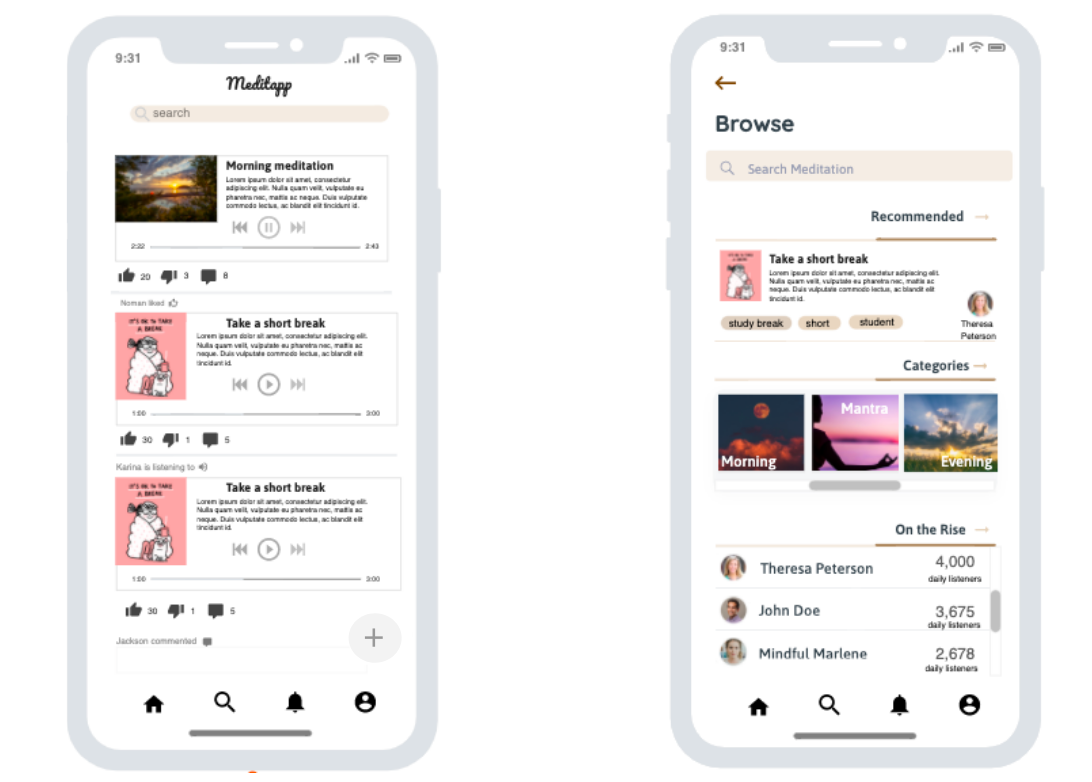 9:31
Meditapp
search
Morning meditation
Lorem ipsum dolor sit amet, consectetur
adipiscing elit. Nulla quam velit, vulputate eu
pharetra nec, mattis ac neque. Duis vulputate
commodo lectus, ac blandit elit tincidunt id.
2:22
2:43
20 3 8
Noman liked
IT'S OK TO TAKE
A BREAK
Take a short break
Lorem ipsum dolor sit amet, consectetur adipiscing elit.
Nulla quam velit, vulputate eu pharetra nec, mattis ac
neque. Duis vulputate commodo lectus, ac blandit elit
tincidunt id.
1:00
3:00
30 1 5
Karina is listening to
IT'S OK TO TAKE
A BREAK
Take a short break
Lorem ipsum dolor sit amet, consectetur adipiscing elit.
Nulla quam velit, vulputate eu pharetra nec, mattis ac
neque. Duis vulputate commodo lectus, ac blandit elit
tincidunt id.
1:00
3:00
30 1 5
Jackson commented
9:31
Browse
Search Meditation
Recommended
Take a short break
Lorem ipsum dolor sit amet, consectetur adipiscing elit.
Nulla quam velit, vulputate eu pharetra nec, mattis ac
neque. Duis vulputate commodo lectus, ac blandit elit
tincidunt id.
study break short student
Theresa
Peterson
Categories
Morning
Mantra
Evening
On the Rise
Theresa Peterson
4,000
daily listeners
John Doe
3,675
daily listeners
Mindful Marlene
2,678
daily listeners